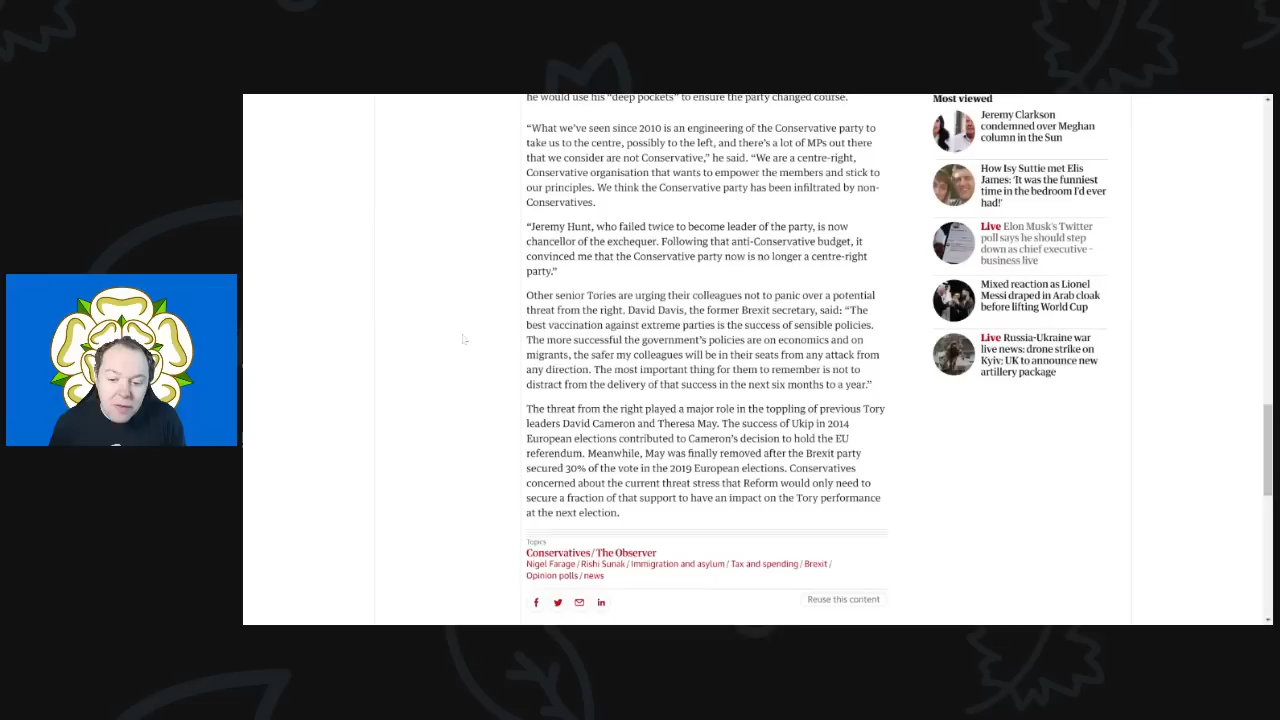 he would use his “deep pockets” to ensure the party changed course.
“What we’ve seen since 2010 is an engineering of the Conservative party to
take us to the centre, possibly to the left, and there’s a lot of MPs out there
that we consider are not Conservative,” he said. “We are a centre-right,
Conservative organisation that wants to empower the members and stick to
our principles. We think the Conservative party has been infiltrated by non-
Conservatives.
“Jeremy Hunt, who failed twice to become leader of the party, is now
chancellor of the exchequer. Following that anti-Conservative budget, it
convinced me that the Conservative party now is no longer a centre-right
party.”
Other senior Tories are urging their colleagues not to panic over a potential
threat from the right. David Davis, the former Brexit secretary, said: “The
best vaccination against extreme parties is the success of sensible policies.
The more successful the government’s policies are on economics and on
migrants, the safer my colleagues will be in their seats from any attack from
any direction. The most important thing for them to remember is not to
distract from the delivery of that success in the next six months to a year.”
The threat from the right played a major role in the toppling of previous Tory
leaders David Cameron and Theresa May. The success of Ukip in 2014
European elections contributed to Cameron’s decision to hold the EU
referendum. Meanwhile, May was finally removed after the Brexit party
secured 30% of the vote in the 2019 European elections. Conservatives
concerned about the current threat stress that Reform would only need to
secure a fraction of that support to have an impact on the Tory performance
at the next election.
Topics
Conservatives / The Observer
Nigel Farage / Rishi Sunak / Immigration and asylum / Tax and spending / Brexit /
Opinion polls / news
Reuse this content
Most viewed
Jeremy Clarkson
condemned over Meghan
column in the Sun
How Isy Suttie met Elis
James: ‘It was the funniest
time in the bedroom I’d ever
had!’
Live Elon Musk’s Twitter
poll says he should step
down as chief executive –
business live
Mixed reaction as Lionel
Messi draped in Arab cloak
before lifting World Cup
Live Russia-Ukraine war
live news: drone strike on
Kyiv; UK to announce new
artillery package